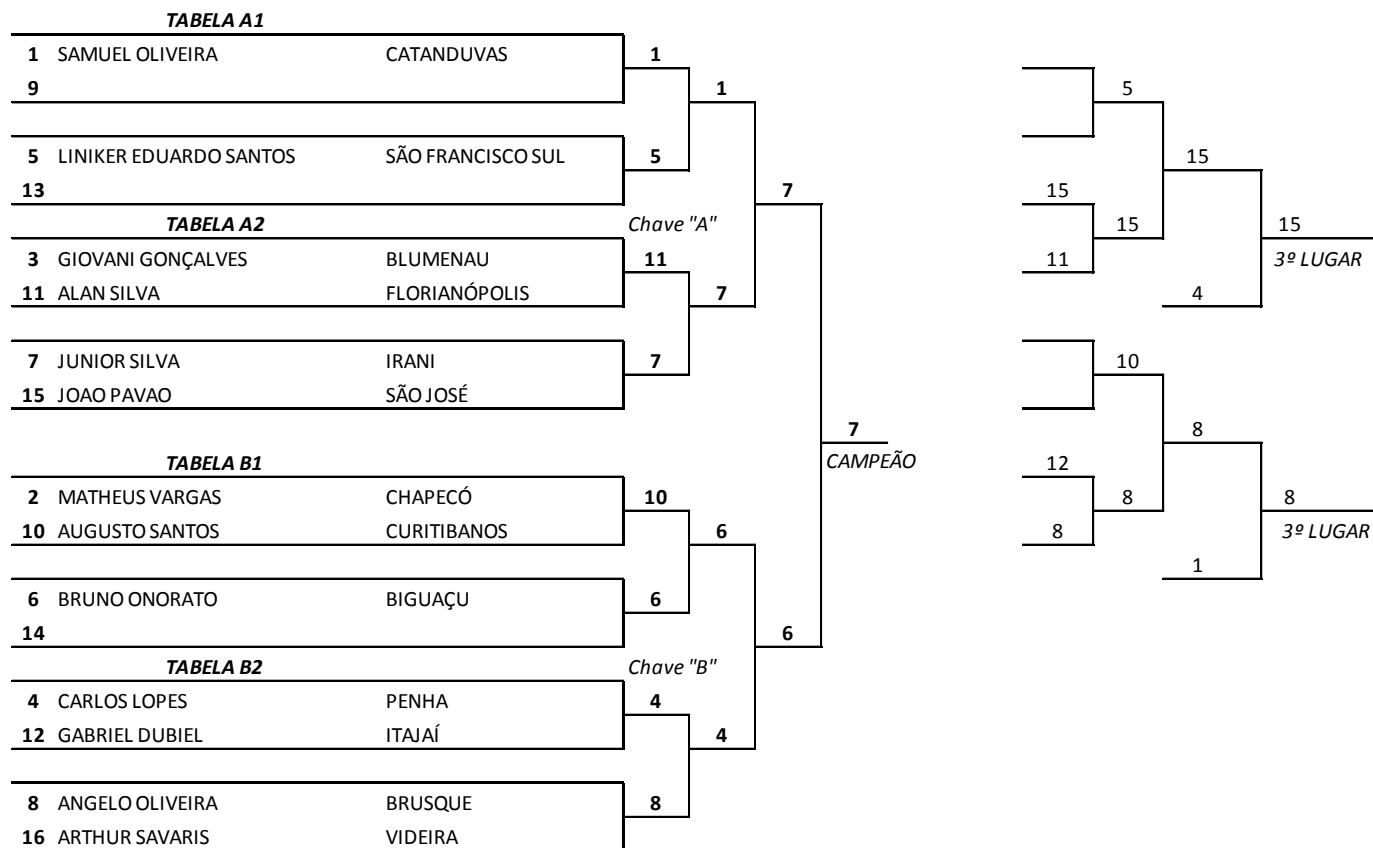 TABELA A1
1 SAMUEL OLIVEIRA CATANDUVAS 1
9 1 5
5 LINIKER EDUARDO SANTOS SÃO FRANCISCO SUL 5 15
13 7 15
TABELA A2 Chave "A" 15 15
3 GIOVANI GONÇALVES BLUMENAU 11 11 3º LUGAR
11 ALAN SILVA FLORIANÓPOLIS 7 4
7 JUNIOR SILVA IRANI 7 10
15 JOAO PAVAO SÃO JOSÉ
7 8
TABELA B1 CAMPEÃO 12
2 MATHEUS VARGAS CHAPECÓ 10 8 8
10 AUGUSTO SANTOS CURITIBANOS 6 8 3º LUGAR
1
6 BRUNO ONORATO BIGUAÇU 6
14 6
TABELA B2 Chave "B"
4 CARLOS LOPES PENHA 4
12 GABRIEL DUBIEL ITAJAÍ 4
8 ANGELO OLIVEIRA BRUSQUE 8
16 ARTHUR SAVARIS VIDEIRA